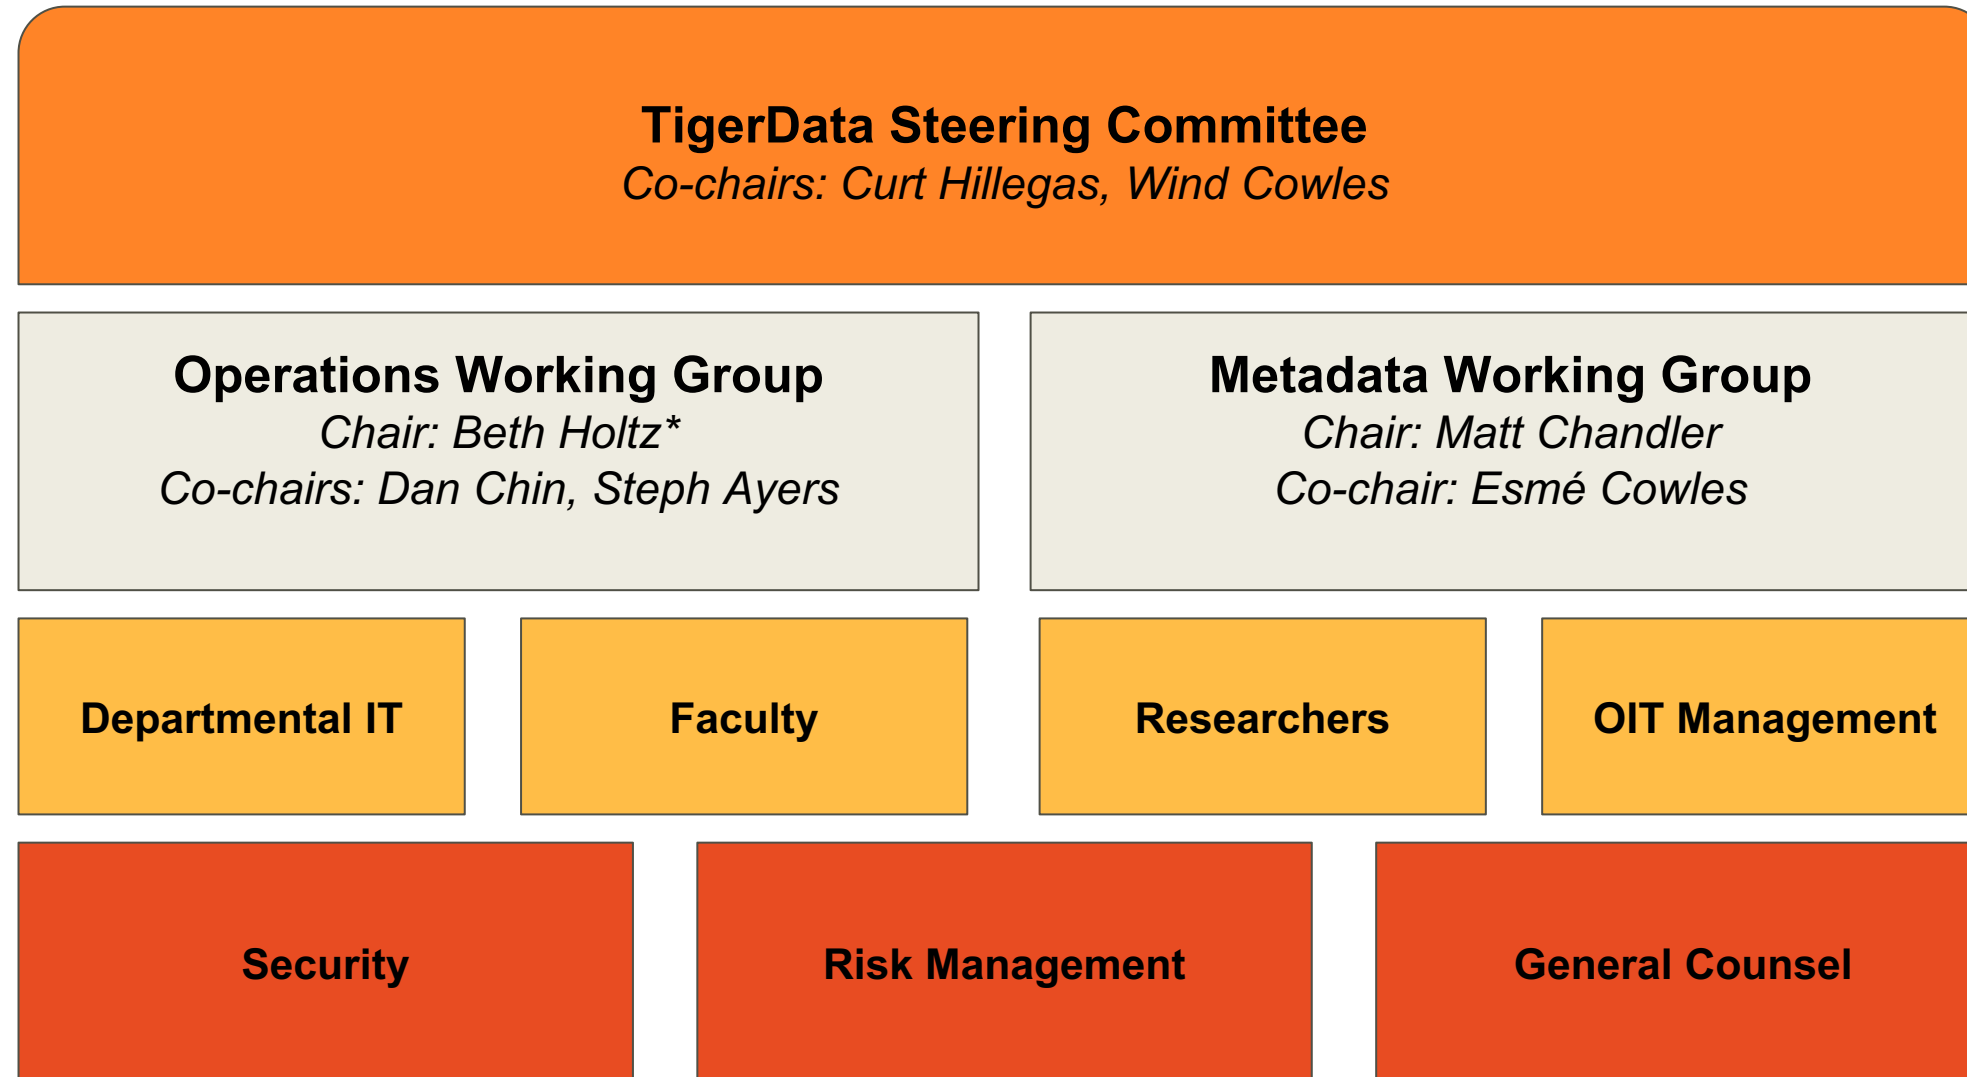 TigerData Steering Committee
Co-chairs: Curt Hillegas, Wind Cowles
Operations Working Group
Chair: Beth Holtz*
Co-chairs: Dan Chin, Steph Ayers
Metadata Working Group
Chair: Matt Chandler
Co-chair: Esmé Cowles
Departmental IT
Faculty
Researchers
OIT Management
Security
Risk Management
General Counsel